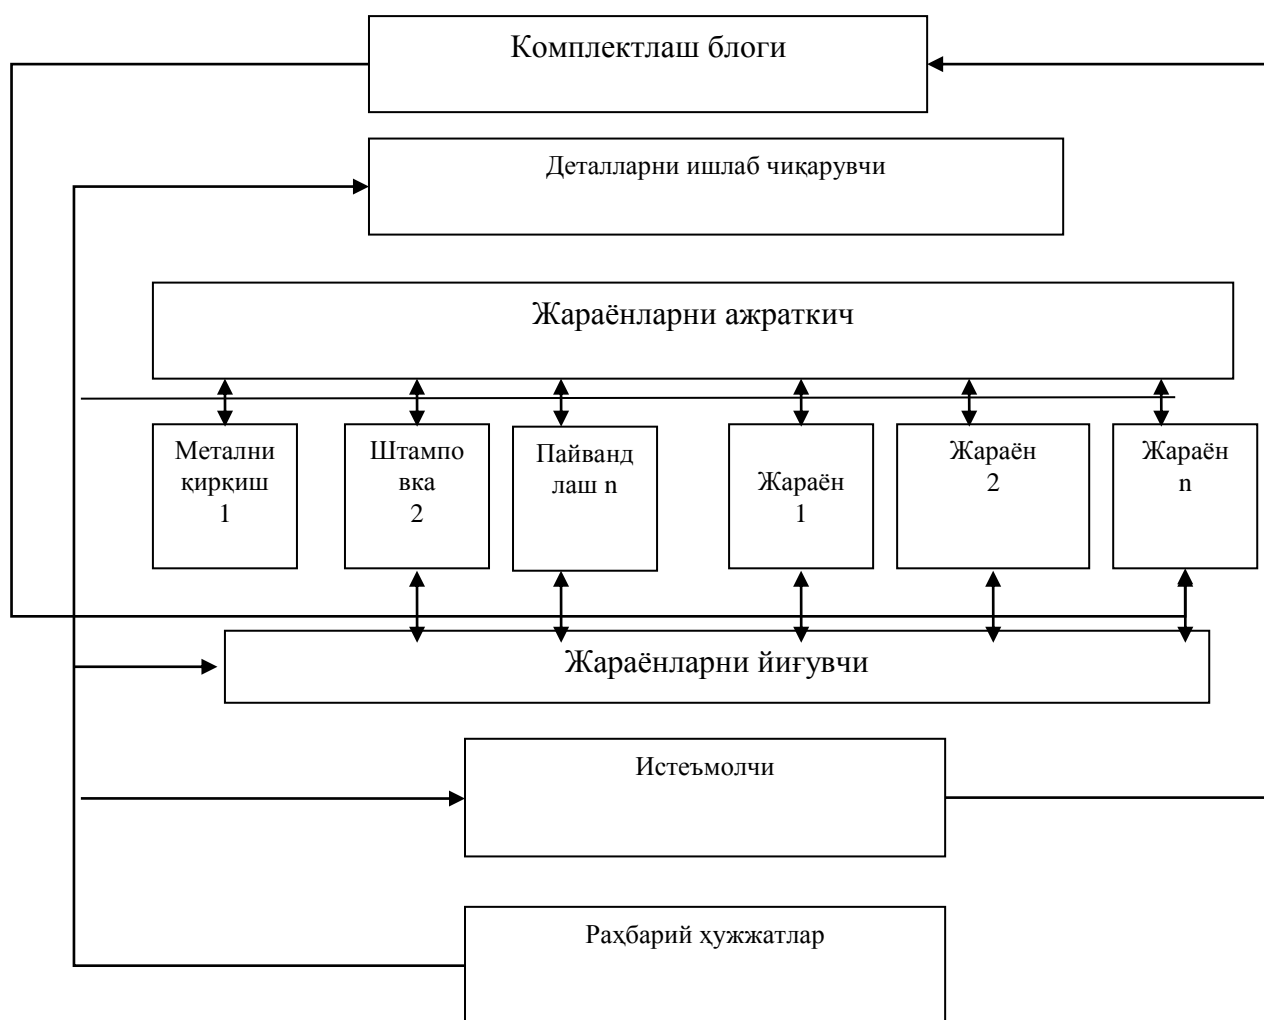 Комплектлаш блоги
Деталларни ишлаб чиқарувчи
Жараёнларни ажраткич
Метални
қирқиш
1
Штампо
вка
2
Пайванд
лаш n
Жараён
1
Жараён
2
Жараён
n
Жараёнларни йиғувчи
Истеъмолчи
Раҳбарий ҳужжатлар